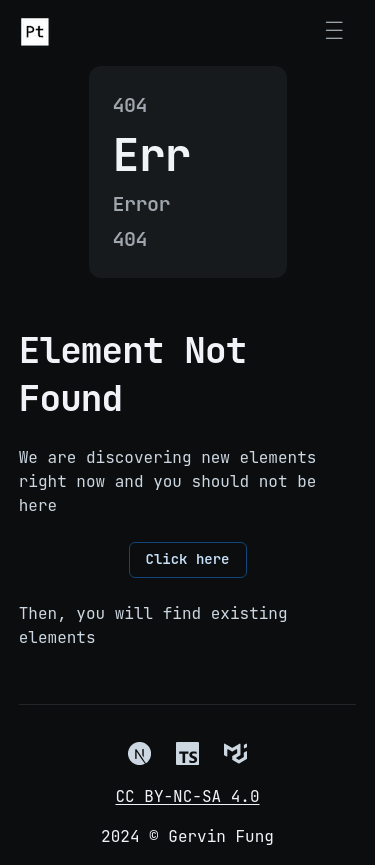 Pt
404
Err
Error
404
Element Not
Found
We are discovering new elements
right now and you should not be
here
Click here
Then, you will find existing
elements
N TS
CC BY-NC-SA 4.0
2024 © Gervin Fung